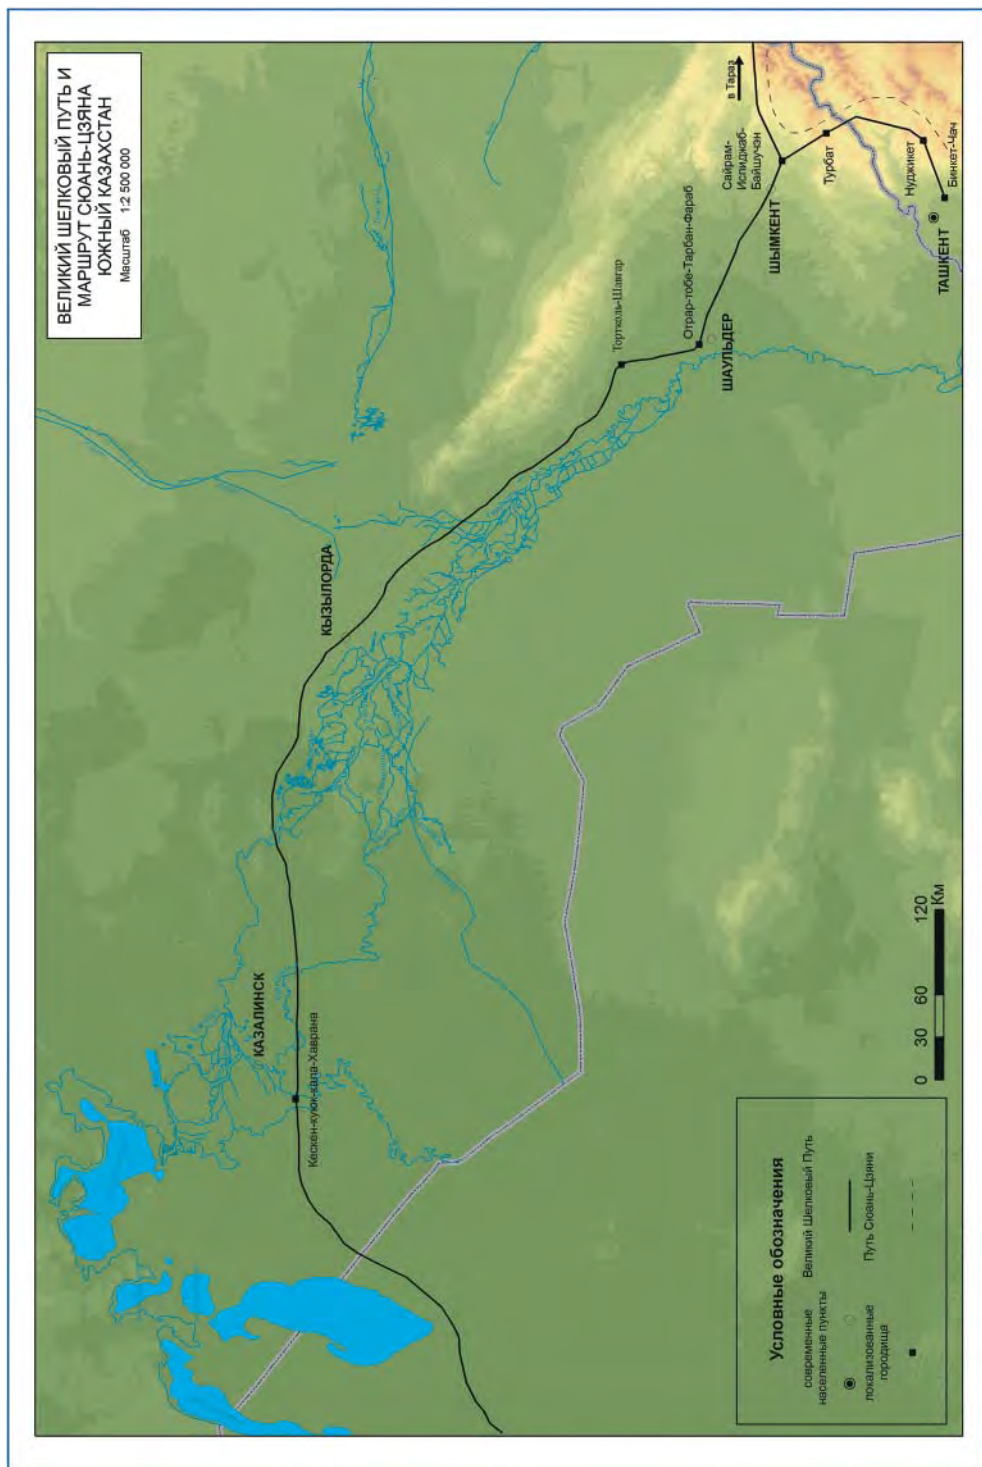 ВЕЛИКИЙ ШЕЛКОВЫЙ ПУТЬ И
МАРШРУТ СЮАНЬ-ЦЗЯНА
ЮЖНЫЙ КАЗАХСТАН
Масштаб 1:2 500 000
КАЗАЛИНСК
Кескен-куюк-кала-Хаврана
КЫЗЫЛОРДА
Тортколь-Шавгар
Отрар-тобе-Тарбан-Фараб
ШАУЛЬДЕР
в Тараз
Сайрам-
Испиджаб-
Байшучэн
ШЫМКЕНТ
Турбат
Нуджикет
Бинкет-Чач
ТАШКЕНТ
Условные обозначения
современные
населенные пункты
локализованные
городища
Великий Шелковый Путь
Путь Сюань-Цзяни
0 30 60 120
Км